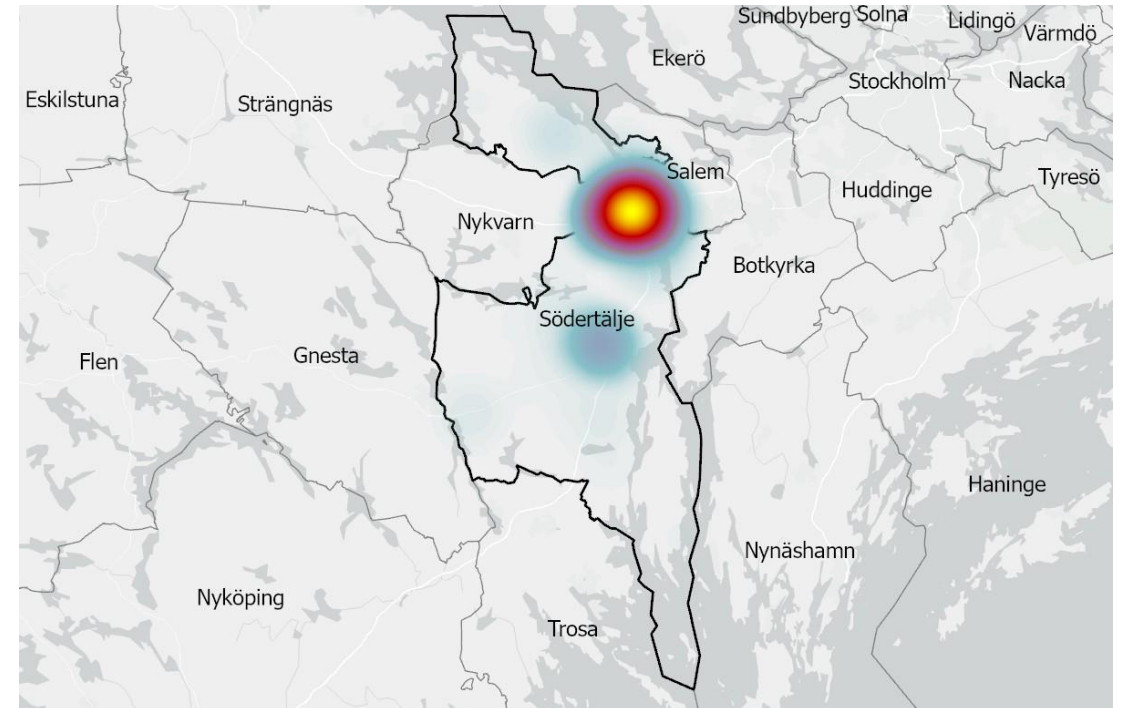 Sundbyberg
Solna
Lidingö
Värmdö
Ekerö
Stockholm
Nacka
Eskilstuna
Strängnäs
Salem
Huddinge
Tyresö
Nykvarn
Botkyrka
Södertälje
Flen
Gnesta
Haninge
Nynäshamn
Nyköping
Trosa